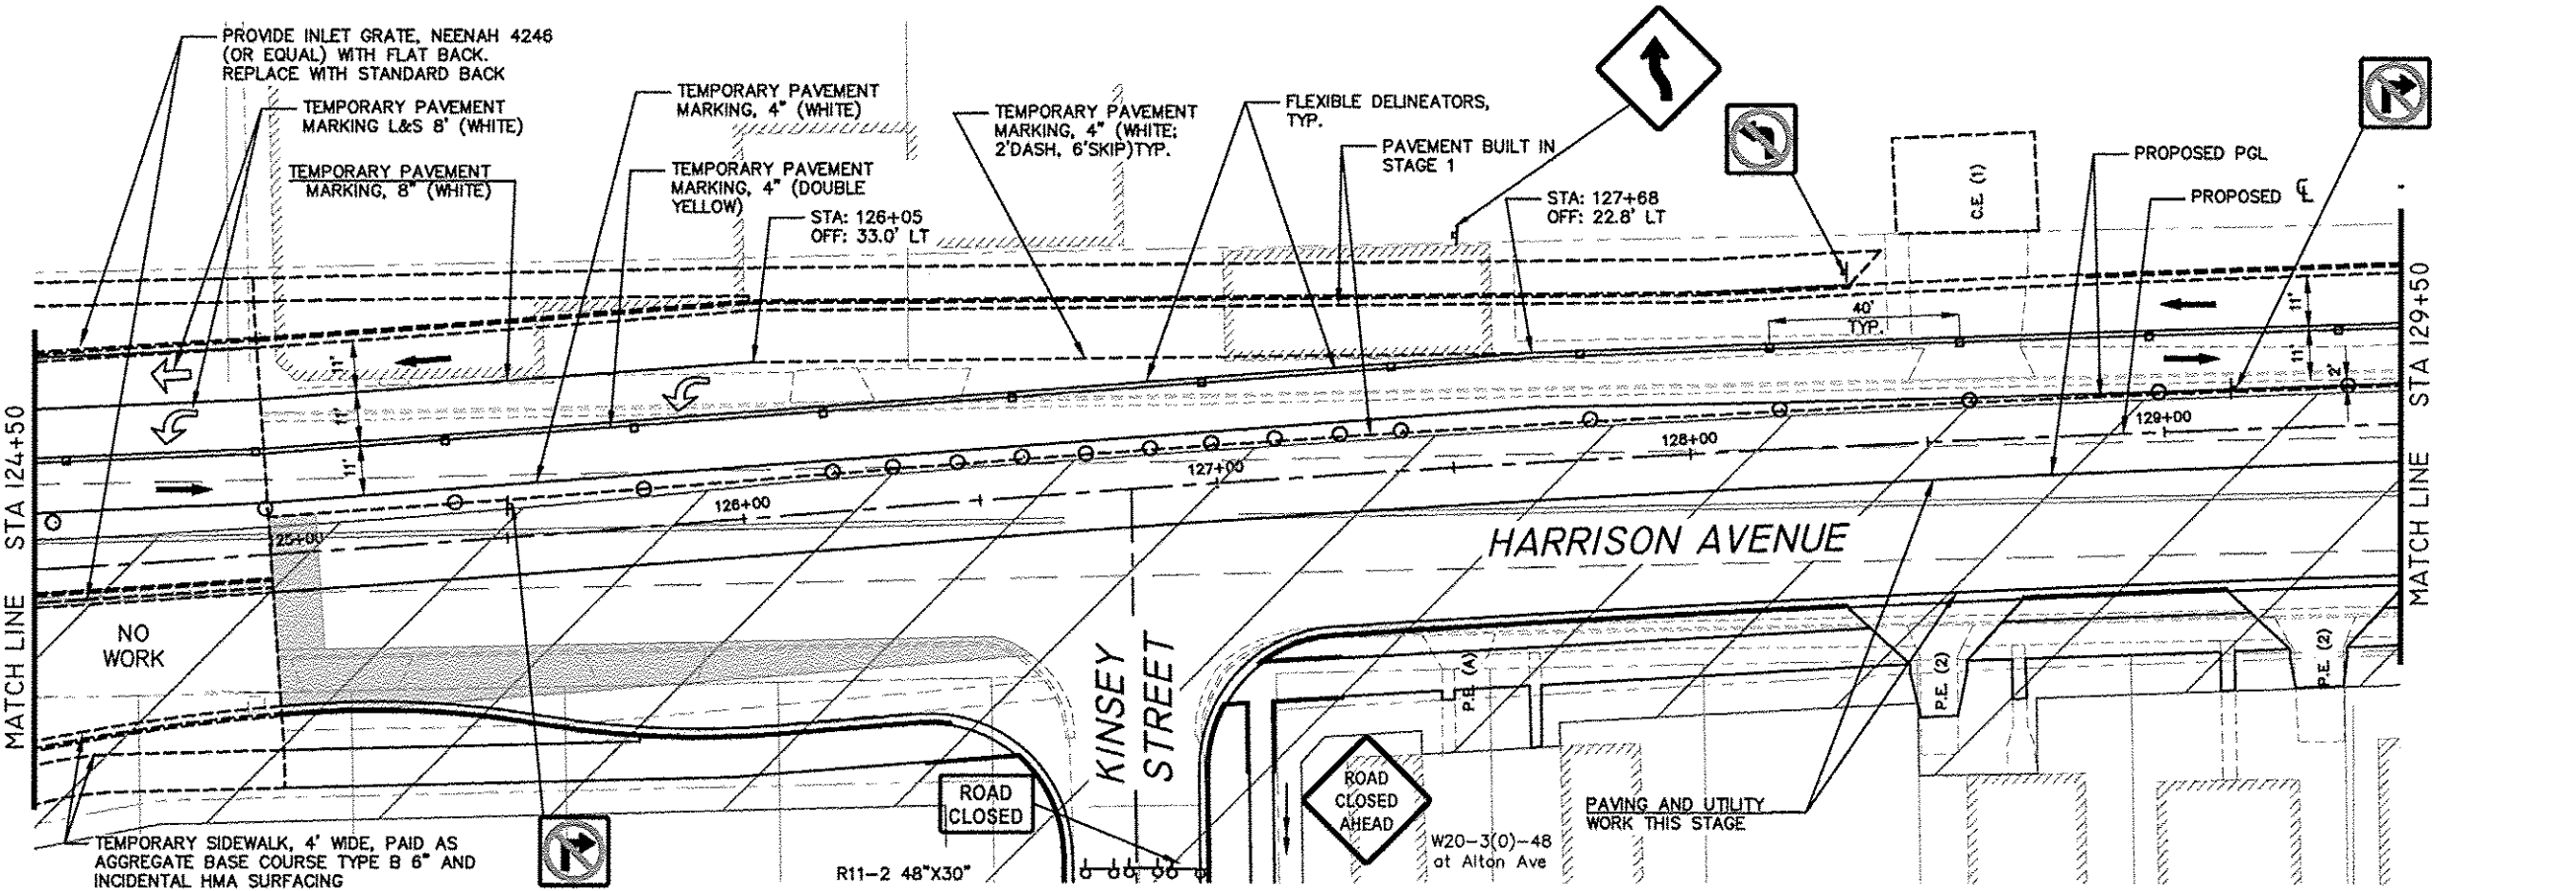 PROVIDE INLET GRATE, NEENAH 4246
(OR EQUAL) WITH FLAT BACK.
REPLACE WITH STANDARD BACK
TEMPORARY PAVEMENT
MARKING L&S 8' (WHITE)
TEMPORARY PAVEMENT
MARKING, 8" (WHITE)
TEMPORARY PAVEMENT
MARKING, 4" (WHITE)
TEMPORARY PAVEMENT
MARKING, 4" (DOUBLE
YELLOW)
STA: 126+05
OFF: 33.0' LT
TEMPORARY PAVEMENT
MARKING, 4" (WHITE;
2'DASH, 6'SKIP)TYP.
FLEXIBLE DELINEATORS,
TYP.
PAVEMENT BUILT IN
STAGE 1
STA: 127+68
OFF: 22.8' LT
C.E. (1)
PROPOSED PGL
PROPOSED ℄
40'
TYP.
11'
11'
2'
11'
11'
11'
MATCH LINE STA 124+50
MATCH LINE STA 129+50
125+00
126+00
127+00
128+00
129+00
HARRISON AVENUE
KINSEY
STREET
NO
WORK
P.E. (A)
P.E. (2)
P.E. (2)
ROAD
CLOSED
R11-2 48"X30"
ROAD
CLOSED
AHEAD
W20-3(0)-48
at Alton Ave
PAVING AND UTILITY
WORK THIS STAGE
TEMPORARY SIDEWALK, 4' WIDE, PAID AS
AGGREGATE BASE COURSE TYPE B 6" AND
INCIDENTAL HMA SURFACING